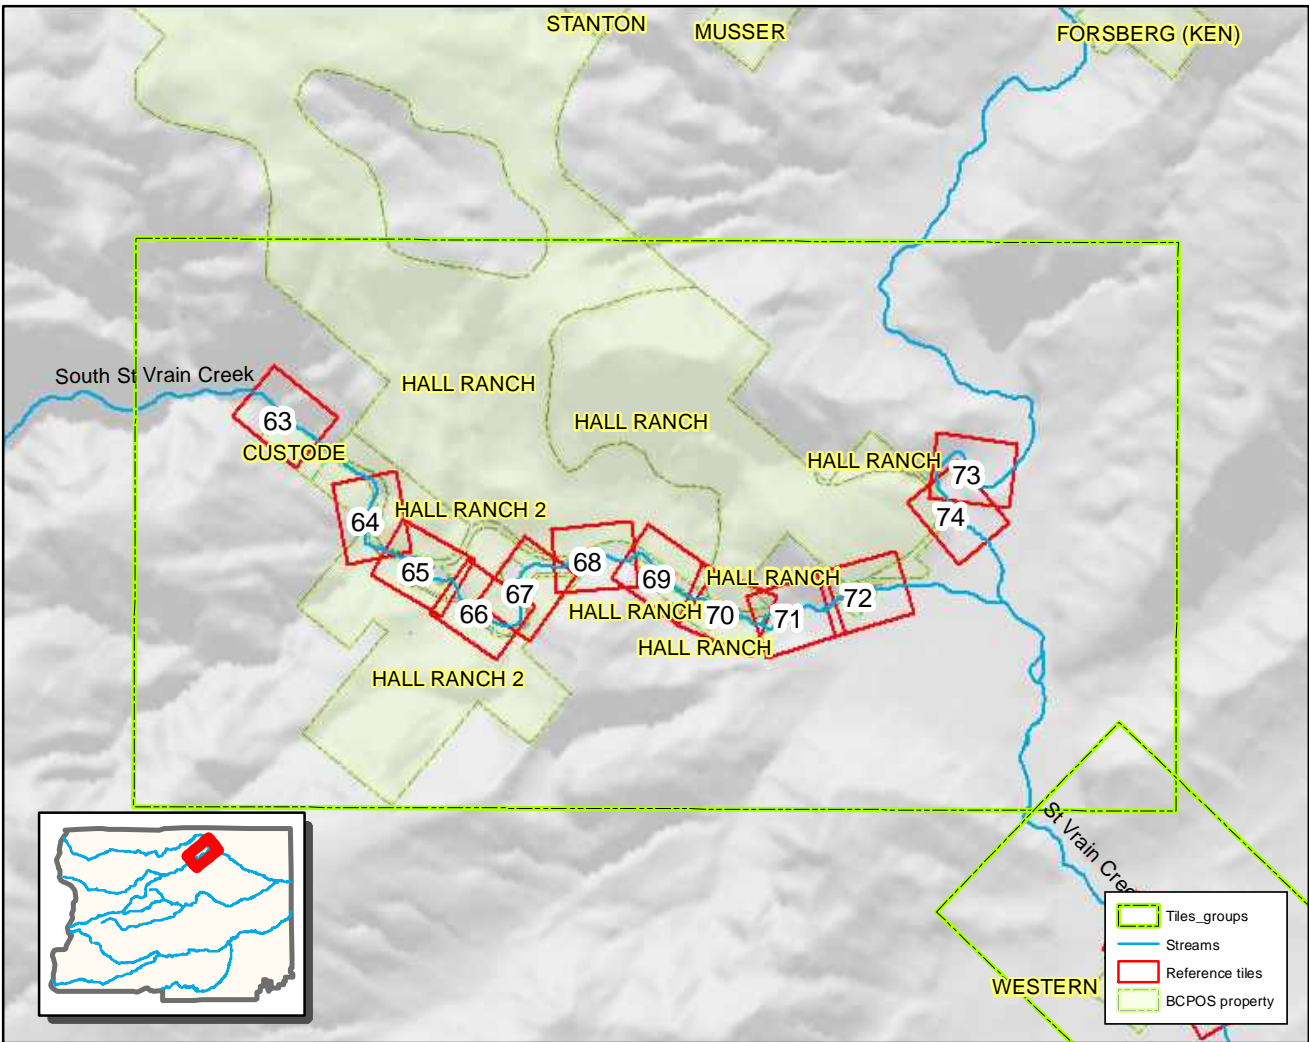 STANTON
MUSSER
FORSBERG (KEN)
South St Vrain Creek
HALL RANCH
HALL RANCH
63
CUSTODE
HALL RANCH
73
64
HALL RANCH 2
74
65
68
69
HALL RANCH
67
72
66
HALL RANCH
70
71
HALL RANCH
HALL RANCH 2
St Vrain Cree
Tiles_groups
Streams
Reference tiles
BCPOS property
WESTERN